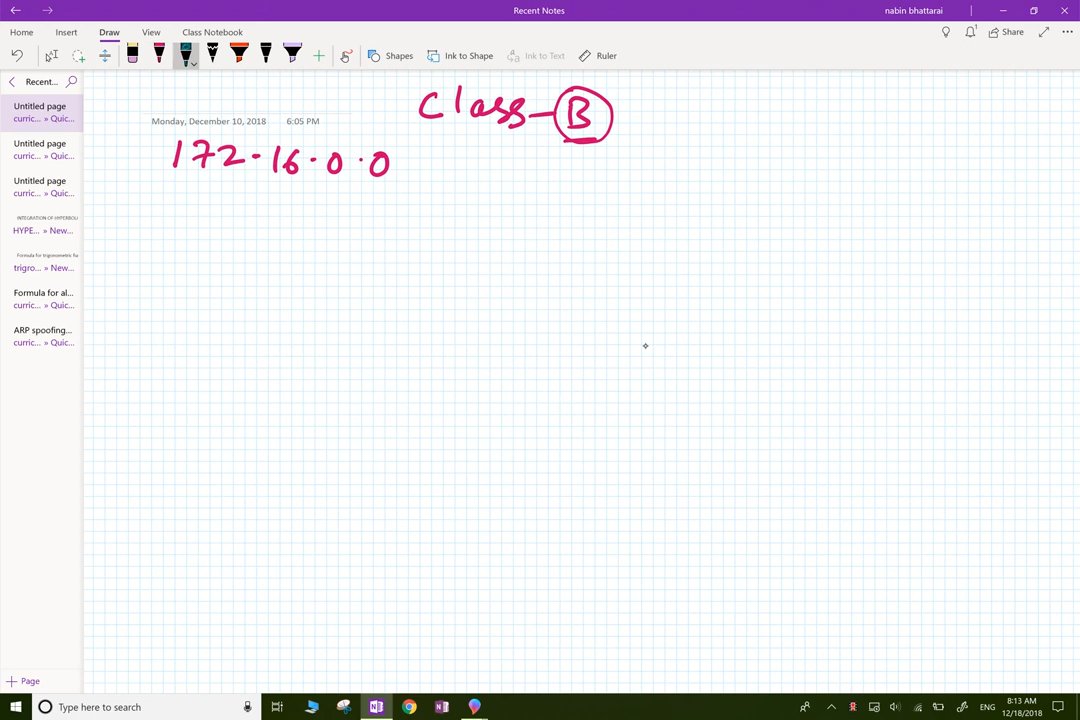 Recent Notes
nabin bhattarai
Home
Insert
Draw
View
Class Notebook
Share
Shapes
Ink to Shape
Ink to Text
Ruler
Recent...
Untitled page
curric... » Quic...
Untitled page
curric... » Quic...
Untitled page
curric... » Quic...
INTEGRATION OF HYPERBOL
HYPE... » New...
Formula for trigonometric fu
trigro... » New...
Formula for al...
curric... » Quic...
ARP spoofing...
curric... » Quic...
Page
Class-B
Monday, December 10, 2018 6:05 PM
172.16.0.0
Type here to search
ENG
8:13 AM
12/18/2018